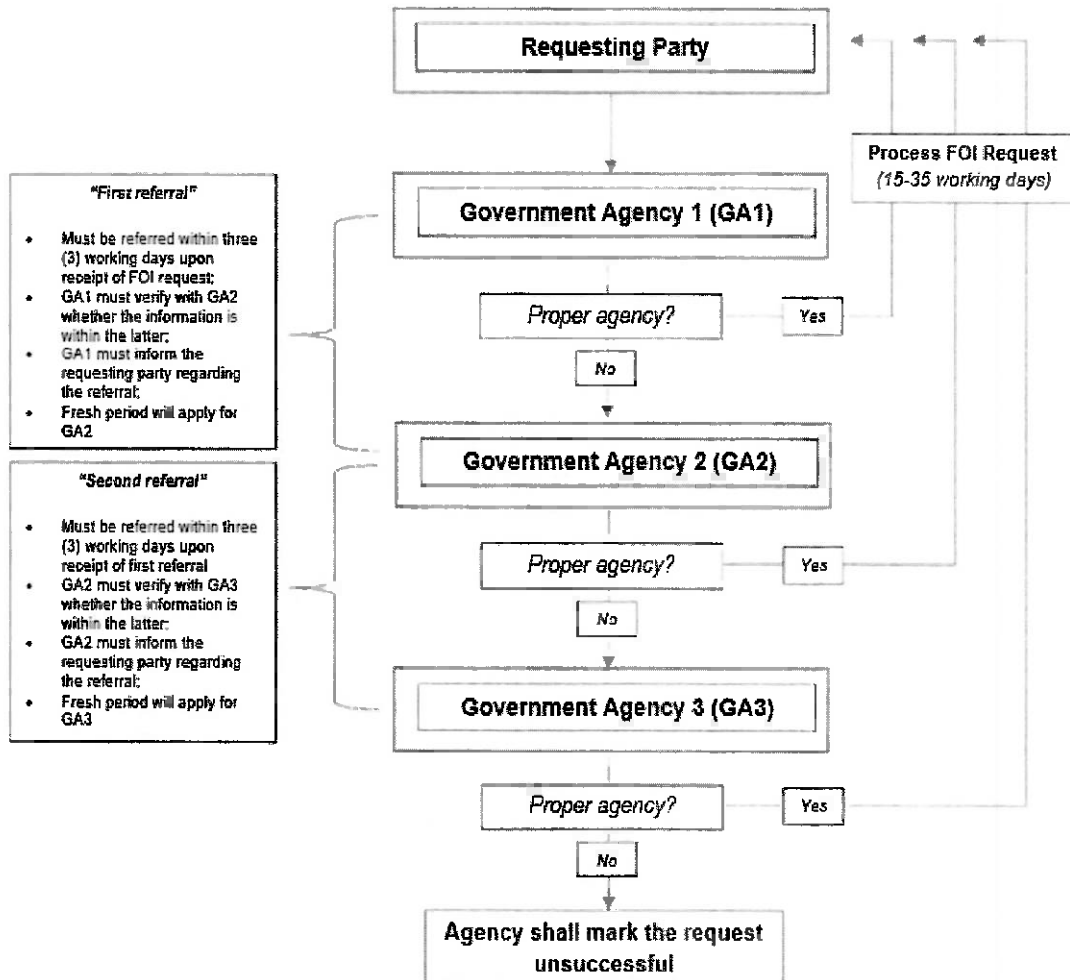 Requesting Party
Process FOI Request
(15-35 working days)
"First referral"
• Must be referred within three
(3) working days upon
receipt of FOI request;
• GA1 must verify with GA2
whether the information is
within the latter;
• GA1 must inform the
requesting party regarding
the referral;
• Fresh period will apply for
GA2
Government Agency 1 (GA1)
Proper agency?
Yes
No
Government Agency 2 (GA2)
"Second referral"
• Must be referred within three
(3) working days upon
receipt of first referral
• GA2 must verify with GA3
whether the information is
within the latter;
• GA2 must inform the
requesting party regarding
the referral;
• Fresh period will apply for
GA3
Proper agency?
Yes
No
Government Agency 3 (GA3)
Proper agency?
Yes
No
Agency shall mark the request
unsuccessful